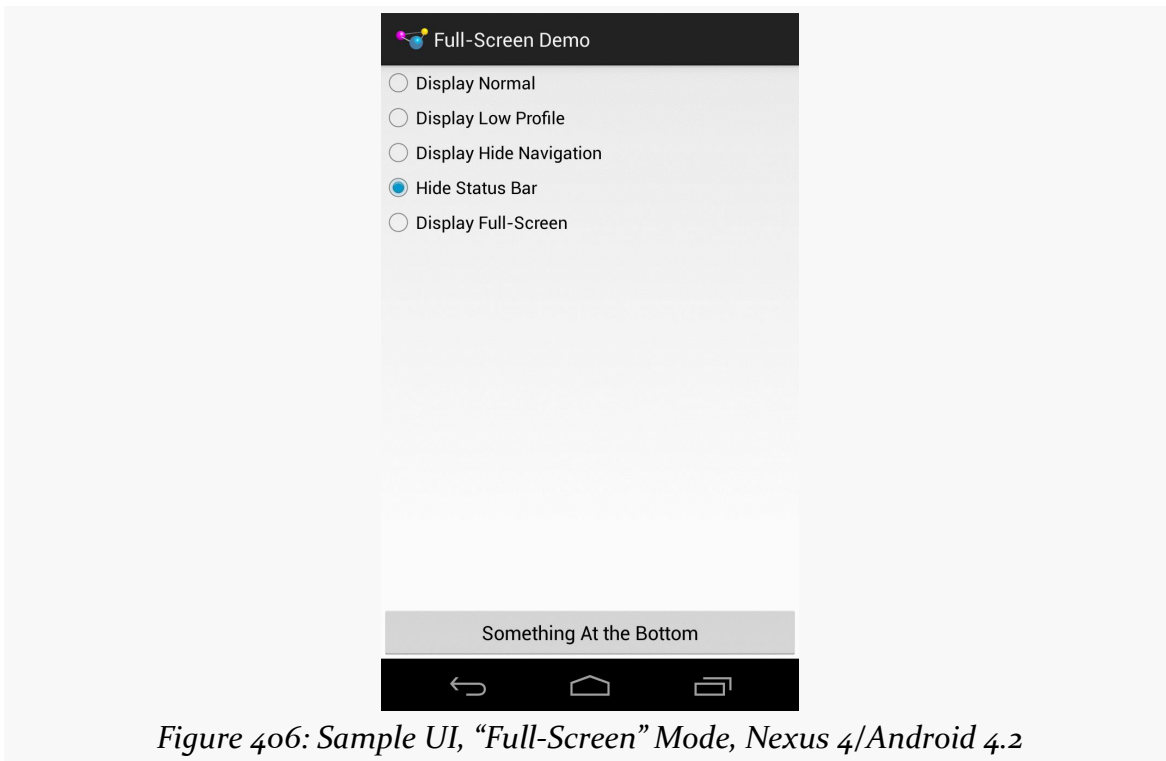 Full-Screen Demo
Display Normal
Display Low Profile
Display Hide Navigation
Hide Status Bar
Display Full-Screen
Something At the Bottom
Figure 406: Sample UI, “Full-Screen” Mode, Nexus 4/Android 4.2